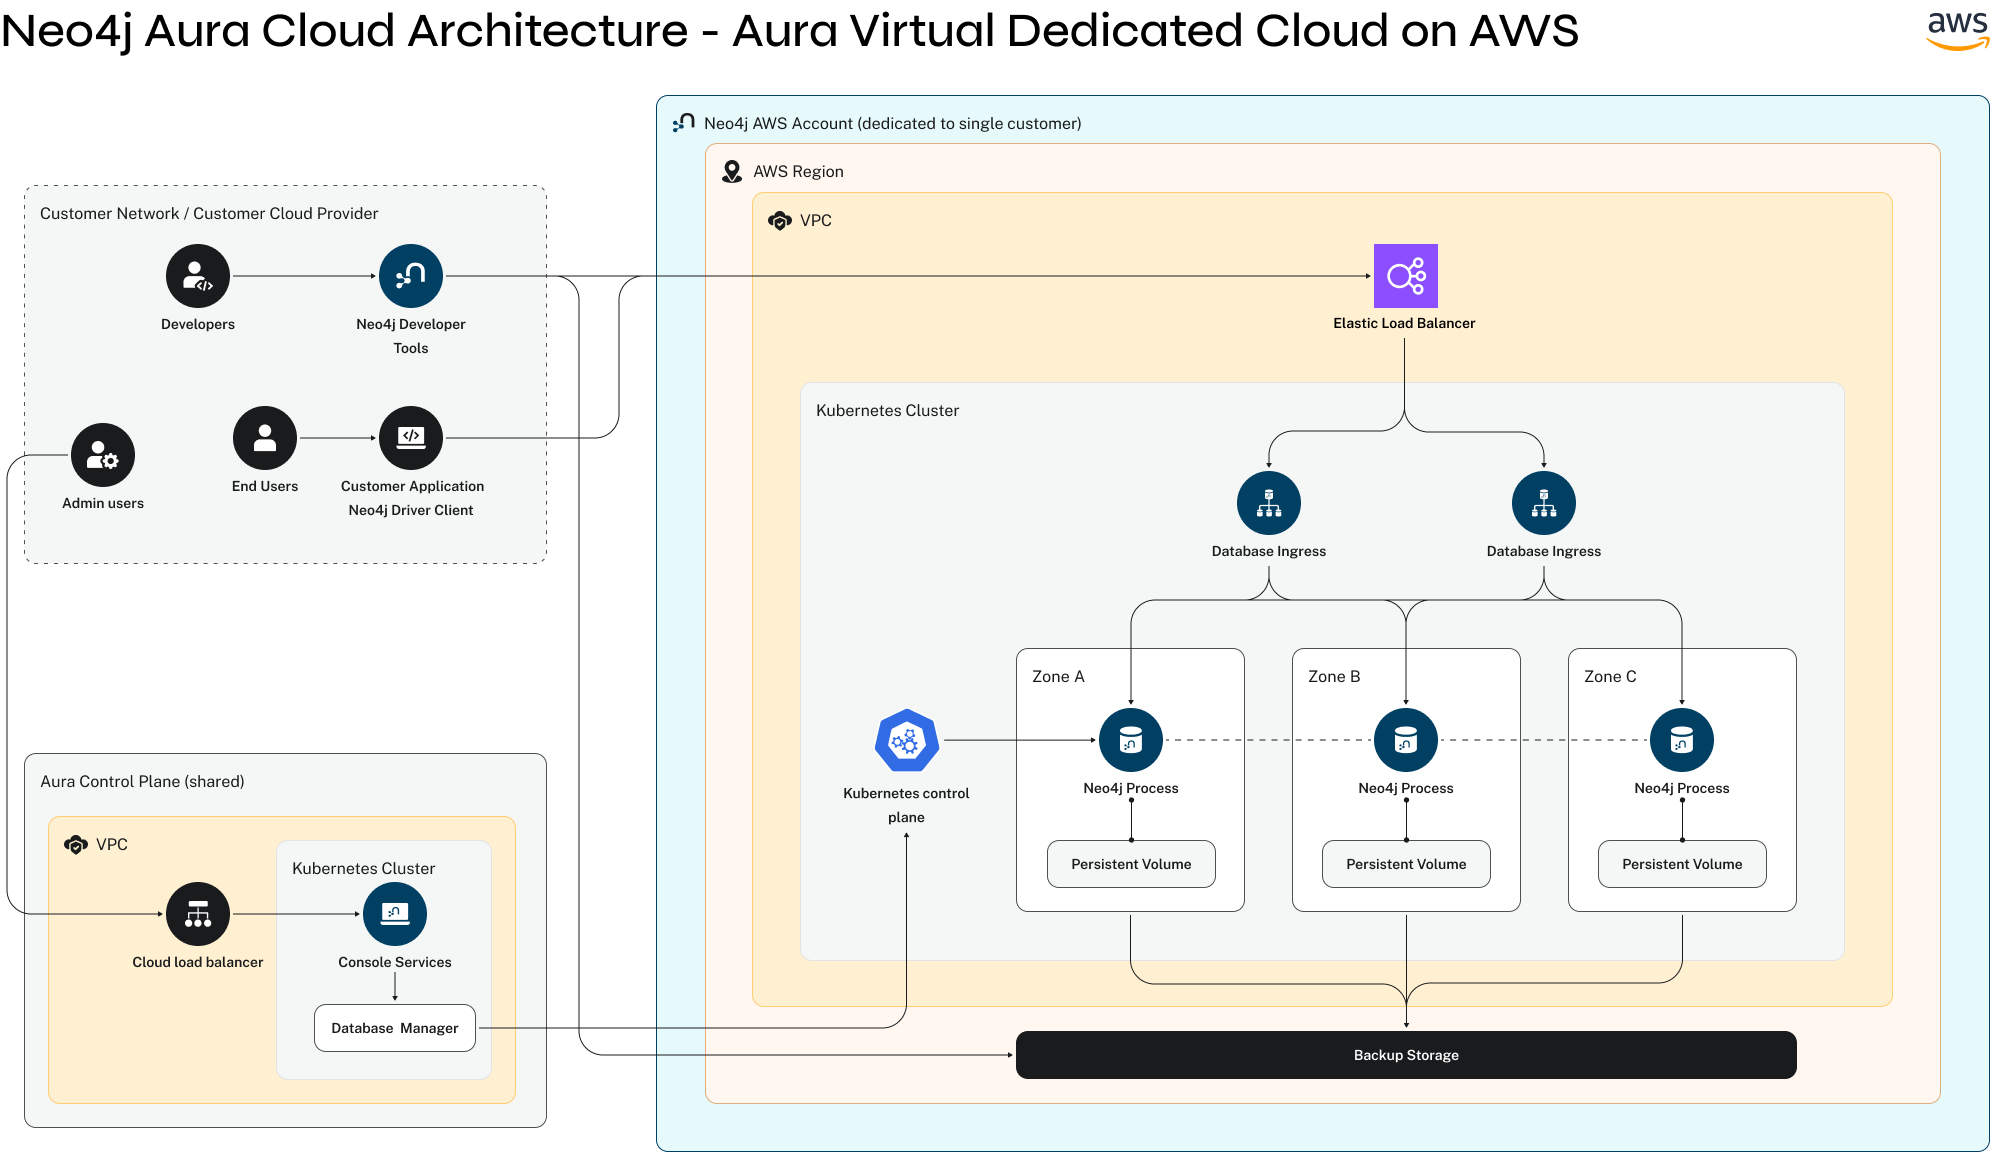 Neo4j Aura Cloud Architecture - Aura Virtual Dedicated Cloud on AWS
aws
Neo4j AWS Account (dedicated to single customer)
AWS Region
VPC
Customer Network / Customer Cloud Provider
Developers
Neo4j Developer
Tools
Elastic Load Balancer
Kubernetes Cluster
Admin users
End Users
Customer Application
Neo4j Driver Client
Database Ingress
Database Ingress
Zone A
Zone B
Zone C
Kubernetes control
plane
Neo4j Process
Neo4j Process
Neo4j Process
Persistent Volume
Persistent Volume
Persistent Volume
Aura Control Plane (shared)
VPC
Kubernetes Cluster
Cloud load balancer
Console Services
Database Manager
Backup Storage